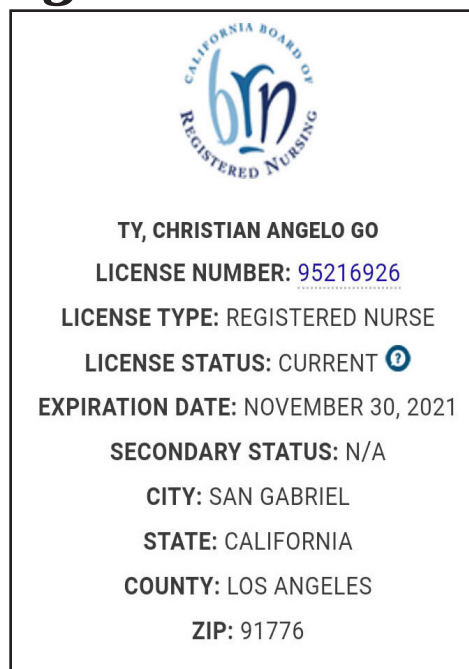 CALIFORNIA BOARD OF
brn
REGISTERED NURSING
TY, CHRISTIAN ANGELO GO
LICENSE NUMBER: 95216926
LICENSE TYPE: REGISTERED NURSE
LICENSE STATUS: CURRENT ?
EXPIRATION DATE: NOVEMBER 30, 2021
SECONDARY STATUS: N/A
CITY: SAN GABRIEL
STATE: CALIFORNIA
COUNTY: LOS ANGELES
ZIP: 91776